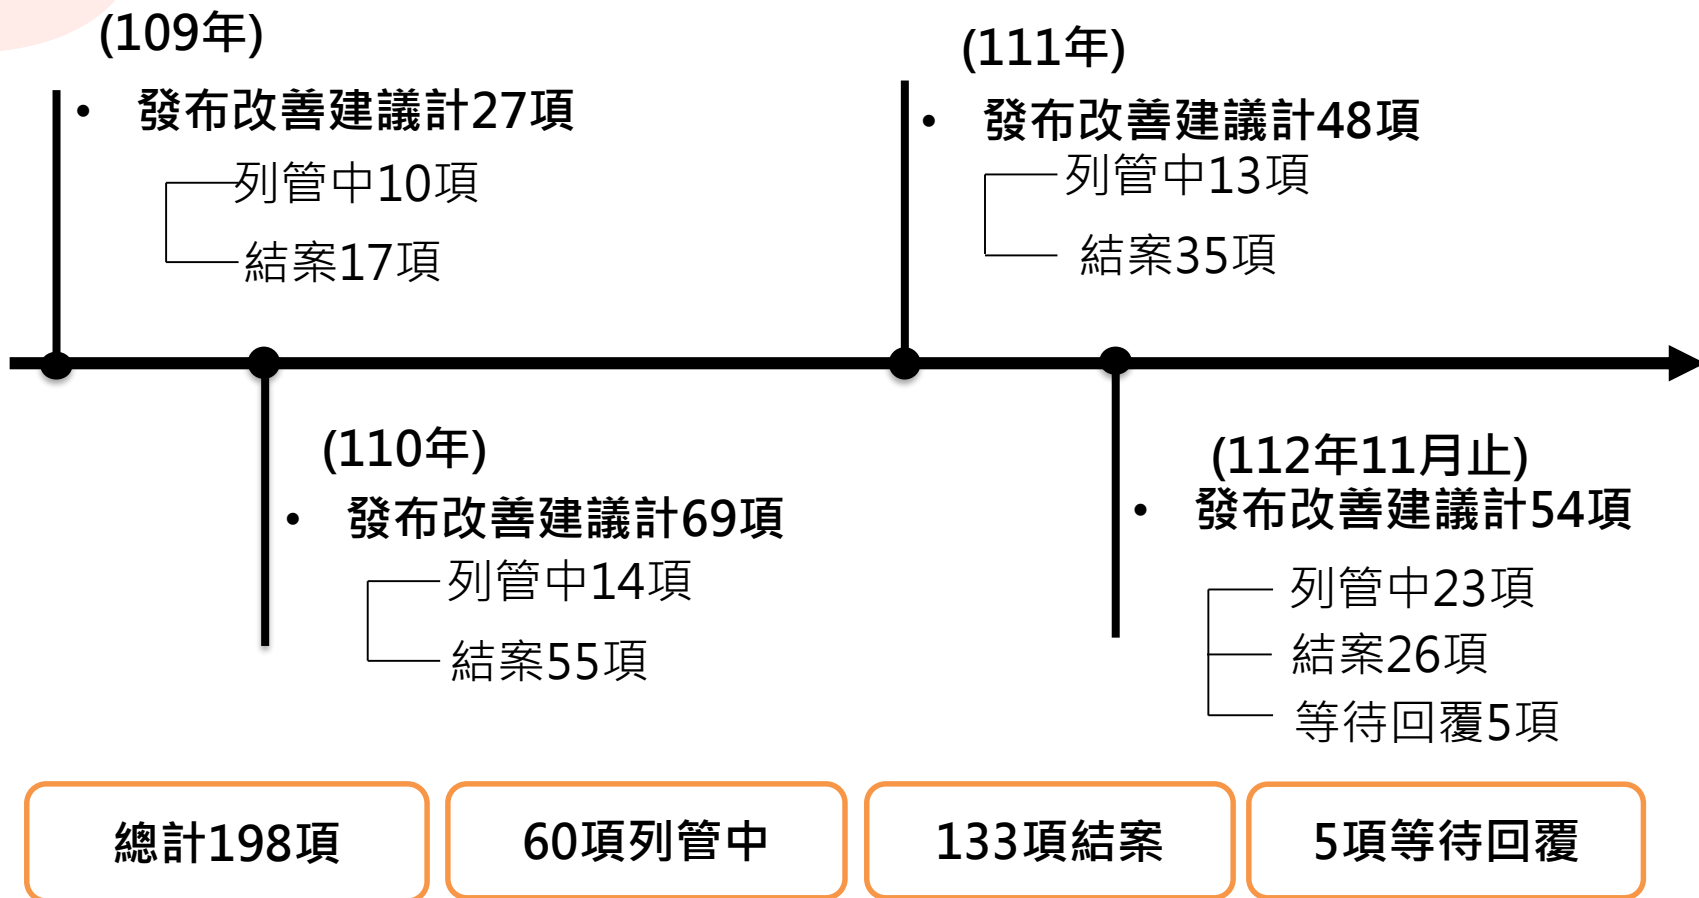 (109年)
• 發布改善建議計27項
列管中10項
結案17項
(111年)
• 發布改善建議計48項
列管中13項
結案35項
(110年)
• 發布改善建議計69項
列管中14項
結案55項
(112年11月止)
• 發布改善建議計54項
列管中23項
結案26項
等待回覆5項
總計198項
60項列管中
133項結案
5項等待回覆